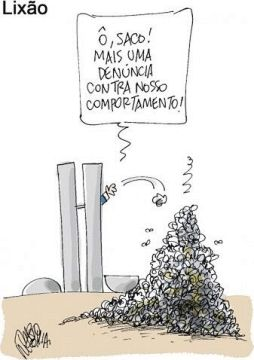 Lixão
Ô, SACO!
MAIS UMA
DENÚNCIA
CONTRA NOSSO
COMPORTAMENTO!